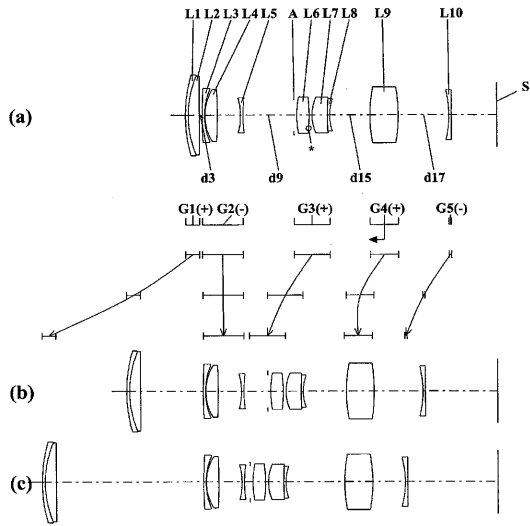 L1 L2 L3 L4 L5 A L6 L7 L8 L9 L10
S
(a)
*
d3 d9 d15 d17
G1(+) G2(-) G3(+) G4(+) G5(-)
(b)
(c)